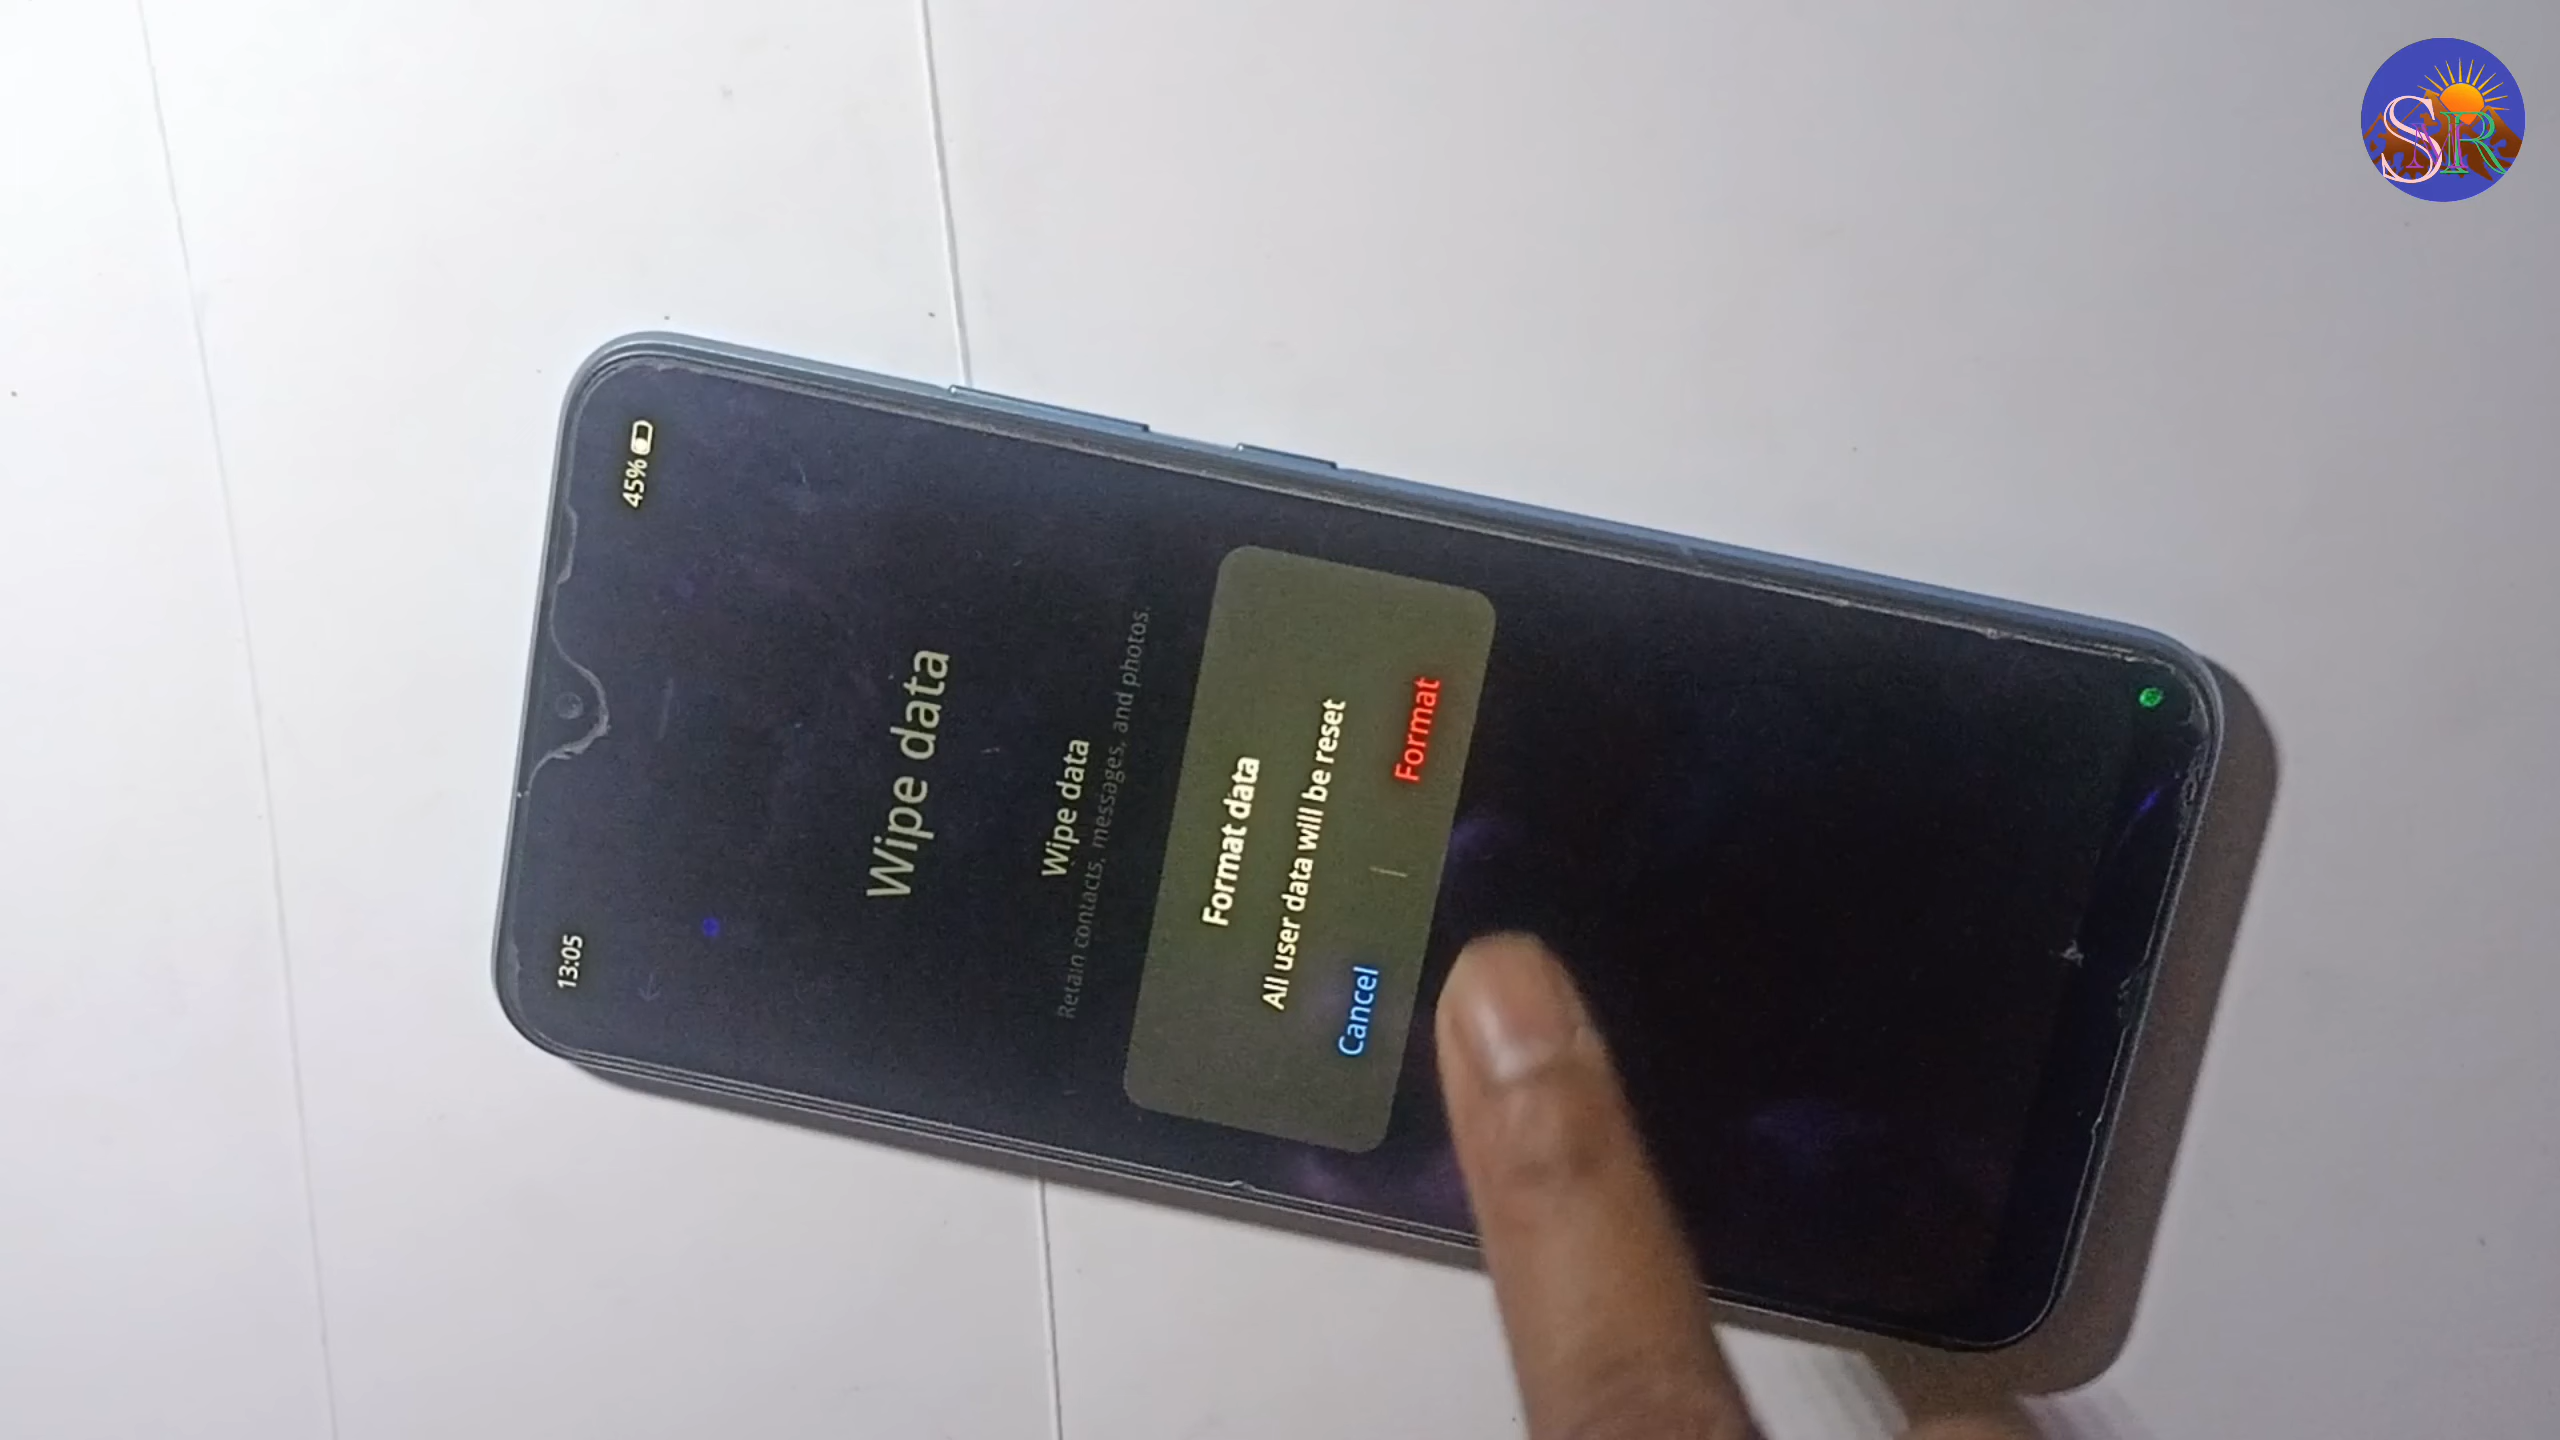 13:05 45%
Wipe data
Wipe data
Retain contacts, messages, and photos.
Format data
All user data will be reset
Cancel Format
SMR